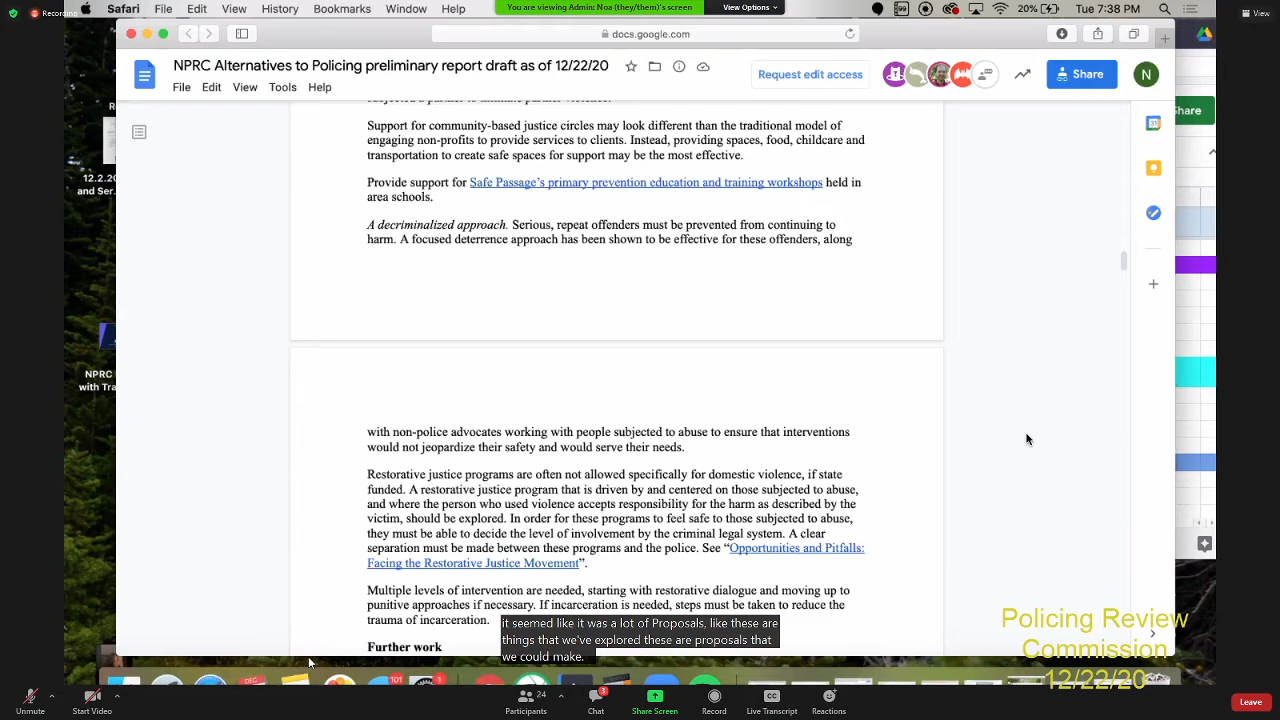 Recording
Safari File Edit View History Bookmarks Window Help
You are viewing Admin: Noa (they/them)'s screen
View Options
20% Tue 7:38 PM
View
docs.google.com
NPRC Alternatives to Policing preliminary report draft as of 12/22/20
File Edit View Tools Help
Request edit access
Share
N
Share
12.2.20
and Ser
NPRC
with Tra
Support for community-based justice circles may look different than the traditional model of
engaging non-profits to provide services to clients. Instead, providing spaces, food, childcare and
transportation to create safe spaces for support may be the most effective.
Provide support for Safe Passage's primary prevention education and training workshops held in
area schools.
A decriminalized approach. Serious, repeat offenders must be prevented from continuing to
harm. A focused deterrence approach has been shown to be effective for these offenders, along
with non-police advocates working with people subjected to abuse to ensure that interventions
would not jeopardize their safety and would serve their needs.
Restorative justice programs are often not allowed specifically for domestic violence, if state
funded. A restorative justice program that is driven by and centered on those subjected to abuse,
and where the person who used violence accepts responsibility for the harm as described by the
victim, should be explored. In order for these programs to feel safe to those subjected to abuse,
they must be able to decide the level of involvement by the criminal legal system. A clear
separation must be made between these programs and the police. See “Opportunities and Pitfalls:
Facing the Restorative Justice Movement”.
Multiple levels of intervention are needed, starting with restorative dialogue and moving up to
punitive approaches if necessary. If incarceration is needed, steps must be taken to reduce the
trauma of incarceration.
Further work
it seemed like it was a lot of Proposals, like these are
things that we've explored these are proposals that
we could make.
Policing Review
Commission
12/22/20
Unmute
Start Video
Participants
24
Chat
3
Share Screen
Record
Live Transcript
Reactions
Leave